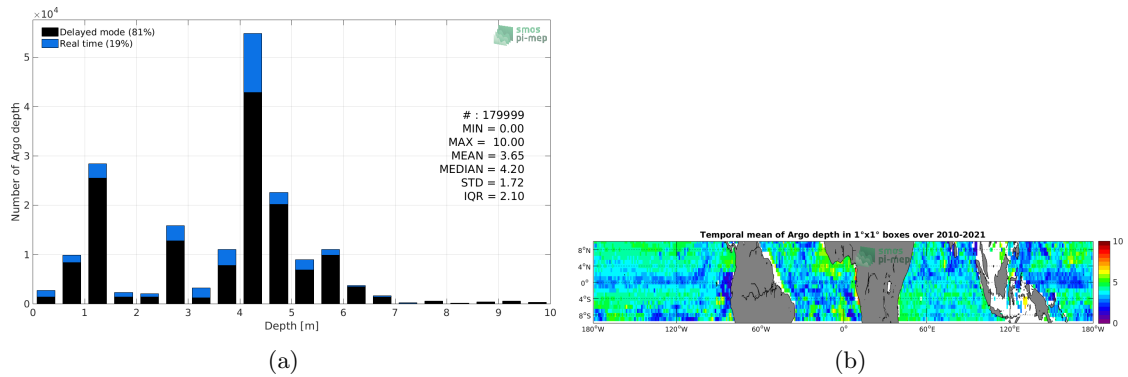 ×10⁴
Delayed mode (81%)
Real time (19%)
smos
pi-mep
5
4
3
2
1
0
Number of Argo depth
# : 179999
MIN = 0.00
MAX = 10.00
MEAN = 3.65
MEDIAN = 4.20
STD = 1.72
IQR = 2.10
0 1 2 3 4 5 6 7 8 9 10
Depth [m]
(a)
Temporal mean of Argo depth in 1°x1° boxes over 2010-2021
smos
pi-mep
8°N
4°N
0°
4°S
8°S
180°W 120°W 60°W 0° 60°E 120°E 180°W
10
5
0
(b)